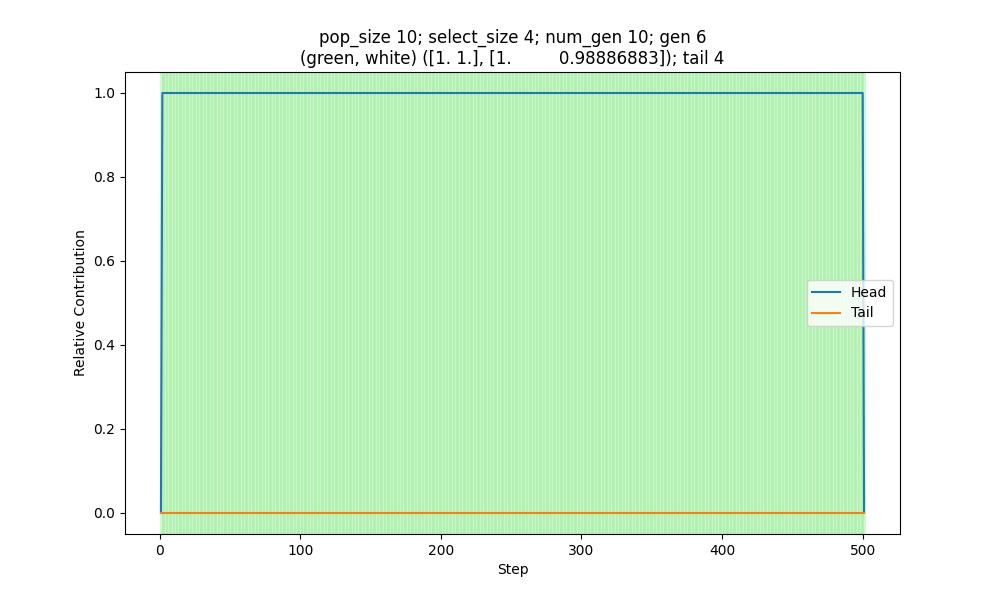 pop_size 10; select_size 4; num_gen 10; gen 6
(green, white) ([1. 1.], [1.         0.98886883]); tail 4
1.0
0.8
0.6
0.4
0.2
0.0
Relative Contribution
Head
Tail
0 100 200 300 400 500
Step